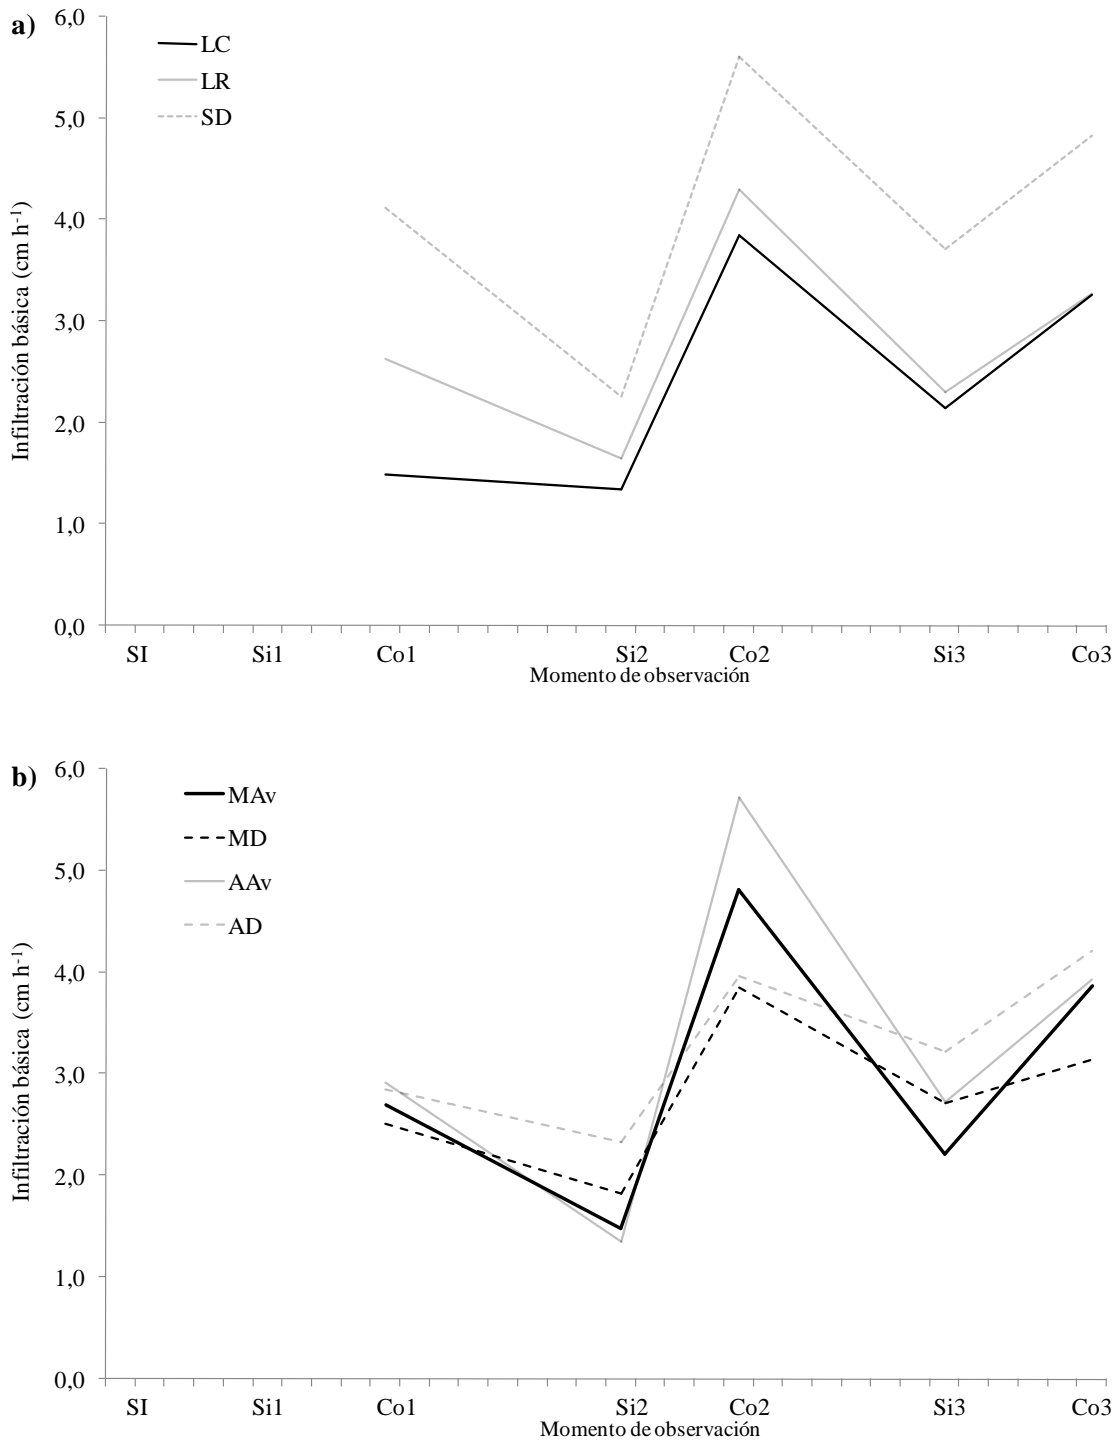 a)
6,0
LC
LR
SD
5,0
4,0
3,0
2,0
1,0
0,0
Infiltración básica (cm h-1)
SI Si1 Co1 Si2 Co2 Si3 Co3
Momento de observación
b)
6,0
MAv
MD
AAv
AD
5,0
4,0
3,0
2,0
1,0
0,0
Infiltración básica (cm h-1)
SI Si1 Co1 Si2 Co2 Si3 Co3
Momento de observación